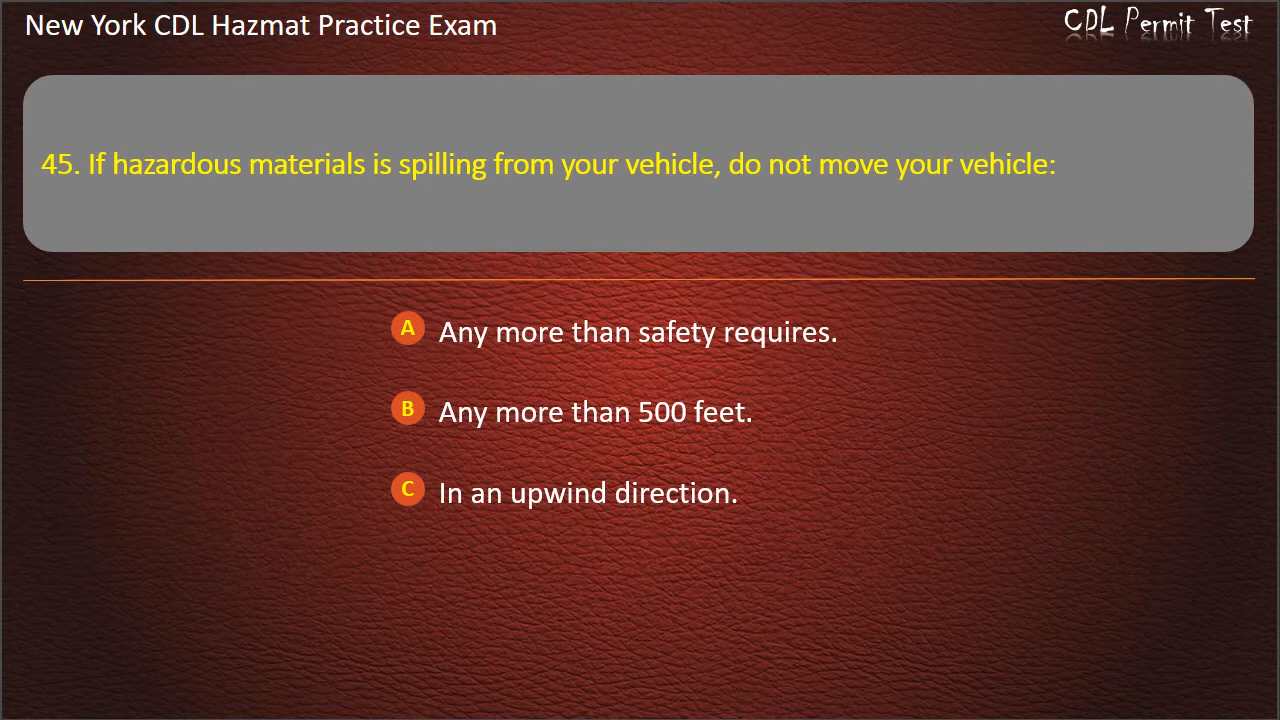 New York CDL Hazmat Practice Exam
CDL Permit Test
45. If hazardous materials is spilling from your vehicle, do not move your vehicle:
A Any more than safety requires.
B Any more than 500 feet.
C In an upwind direction.